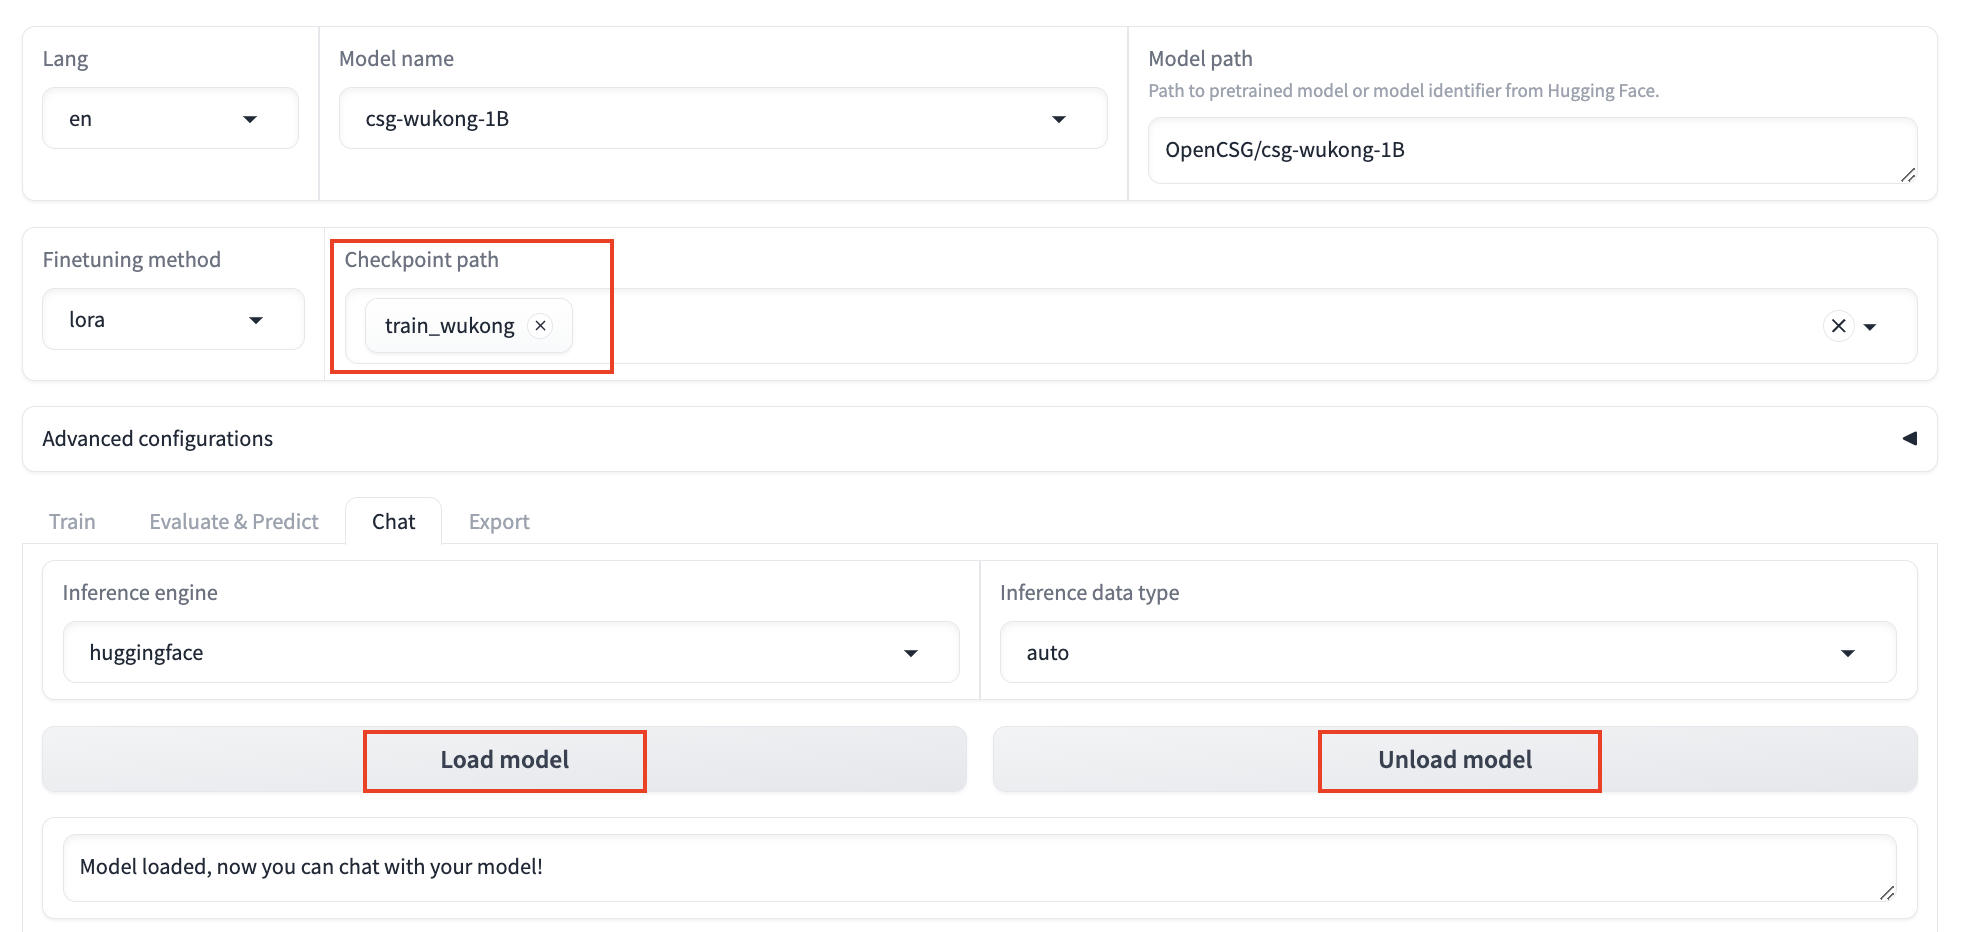 Lang
en
Model name
csg-wukong-1B
Model path
Path to pretrained model or model identifier from Hugging Face.
OpenCSG/csg-wukong-1B
Finetuning method
lora
Checkpoint path
train_wukong
Advanced configurations
Train
Evaluate & Predict
Chat
Export
Inference engine
huggingface
Inference data type
auto
Load model
Unload model
Model loaded, now you can chat with your model!